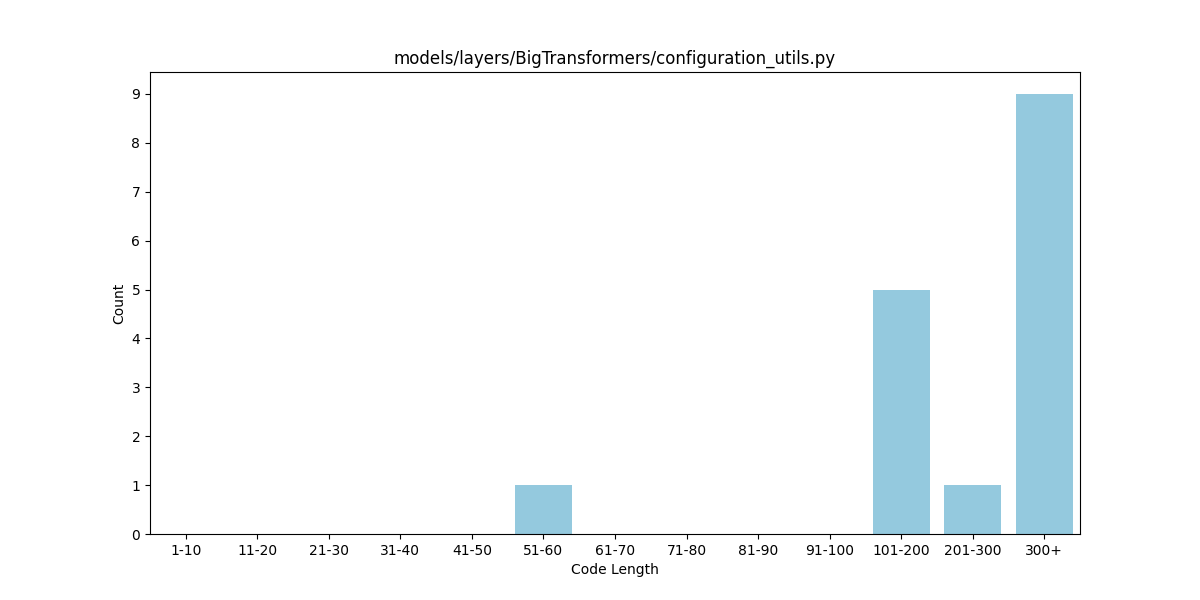 models/layers/BigTransformers/configuration_utils.py
9
8
7
6
5
4
3
2
1
0
Count
1-10 11-20 21-30 31-40 41-50 51-60 61-70 71-80 81-90 91-100 101-200 201-300 300+
Code Length